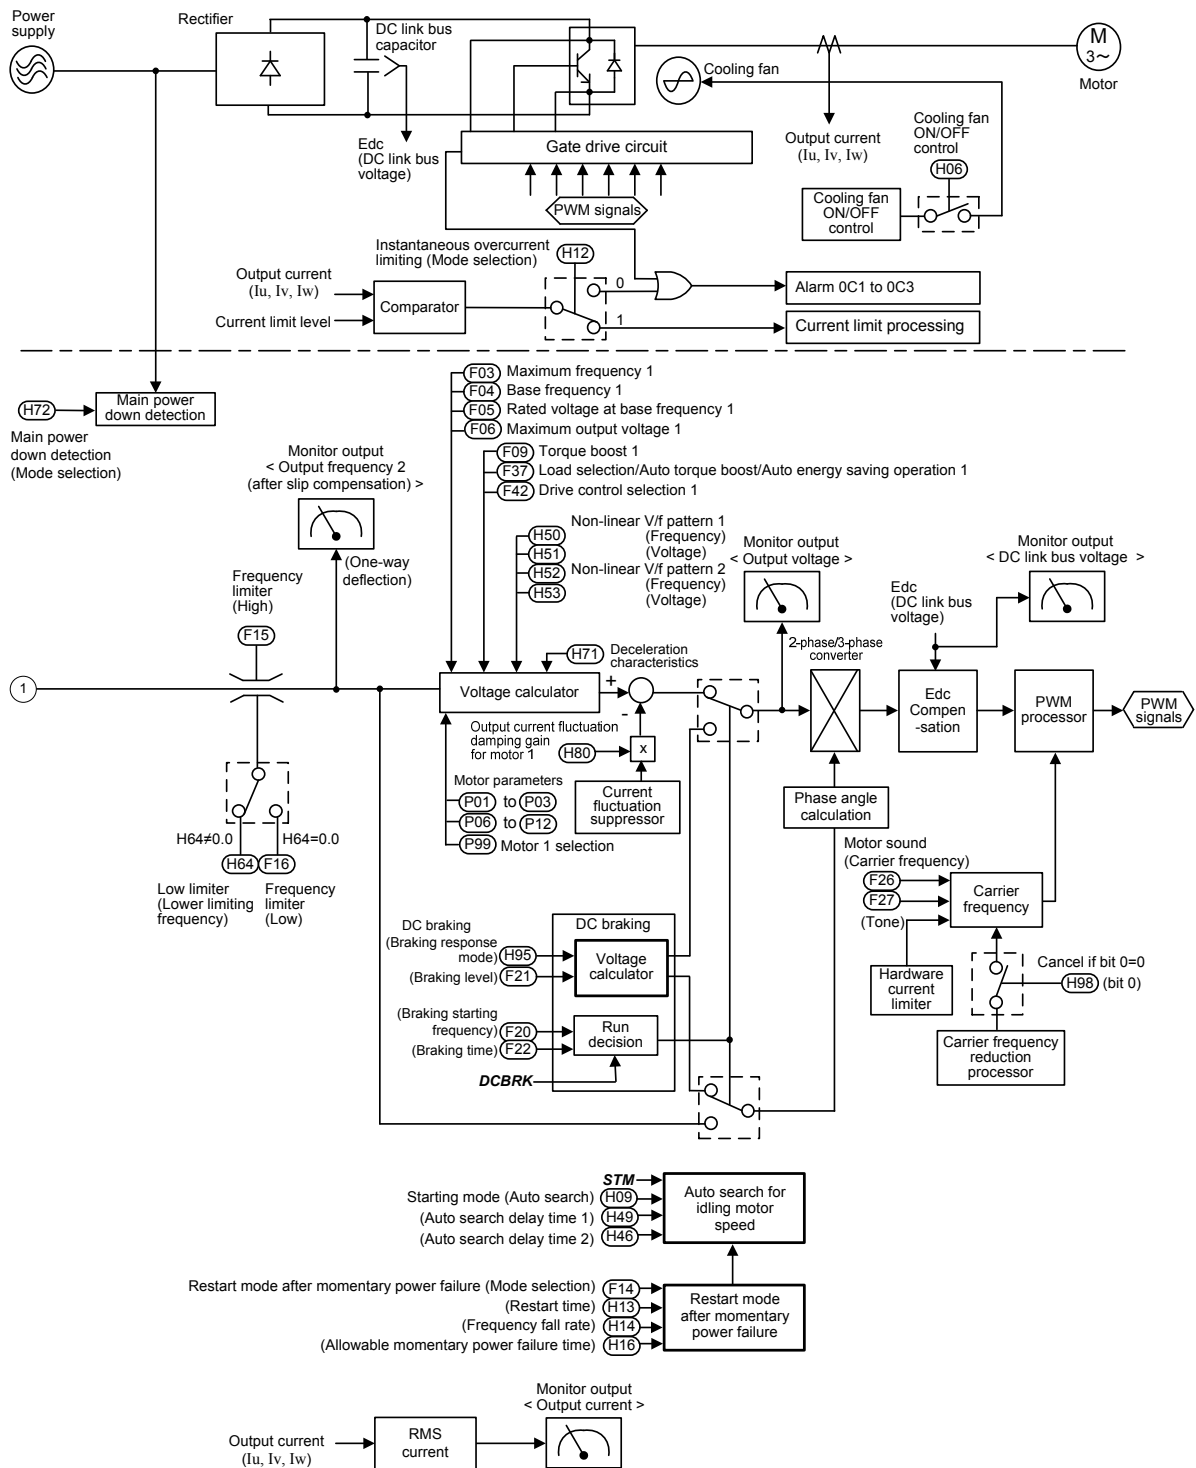 Power
supply
Rectifier
DC link bus
capacitor
Edc
(DC link bus
voltage)
M
3~
Motor
Cooling fan
Output current
(Iu, Iv, Iw)
Cooling fan
ON/OFF
control
H06
Cooling fan
ON/OFF
control
Gate drive circuit
PWM signals
Instantaneous overcurrent
limiting (Mode selection)
H12
Output current
(Iu, Iv, Iw)
Current limit level
Comparator
0
1
Alarm 0C1 to 0C3
Current limit processing
H72
Main power
down detection
Main power
down detection
(Mode selection)
F03 Maximum frequency 1
F04 Base frequency 1
F05 Rated voltage at base frequency 1
F06 Maximum output voltage 1
F09 Torque boost 1
F37 Load selection/Auto torque boost/Auto energy saving operation 1
F42 Drive control selection 1
Monitor output
< Output frequency 2
(after slip compensation) >
(One-way
deflection)
Non-linear V/f pattern 1
H50 (Frequency)
H51 (Voltage)
H52 Non-linear V/f pattern 2
(Frequency)
H53 (Voltage)
Monitor output
< Output voltage >
Monitor output
< DC link bus voltage >
Edc
(DC link bus
voltage)
Frequency
limiter
(High)
F15
1
H71 Deceleration
characteristics
Voltage calculator
+
-
2-phase/3-phase
converter
Edc
Compen
-sation
PWM
processor
PWM
signals
Output current fluctuation
damping gain
for motor 1
H80
x
Current
fluctuation
suppressor
Motor parameters
P01 to P03
P06 to P12
P99 Motor 1 selection
Phase angle
calculation
H64≠0.0
H64=0.0
H64
F16
Low limiter
(Lower limiting
frequency)
Frequency
limiter
(Low)
Motor sound
(Carrier frequency)
F26
F27
(Tone)
Carrier
frequency
Hardware
current
limiter
Cancel if bit 0=0
H98 (bit 0)
Carrier frequency
reduction
processor
DC braking
(Braking response
mode) H95
(Braking level) F21
DC braking
Voltage
calculator
(Braking starting
frequency) F20
(Braking time) F22
Run
decision
DCBRK
STM
Starting mode (Auto search) H09
(Auto search delay time 1) H49
(Auto search delay time 2) H46
Auto search for
idling motor
speed
Restart mode after momentary power failure (Mode selection) F14
(Restart time) H13
(Frequency fall rate) H14
(Allowable momentary power failure time) H16
Restart mode
after momentary
power failure
Monitor output
< Output current >
Output current
(Iu, Iv, Iw)
RMS
current